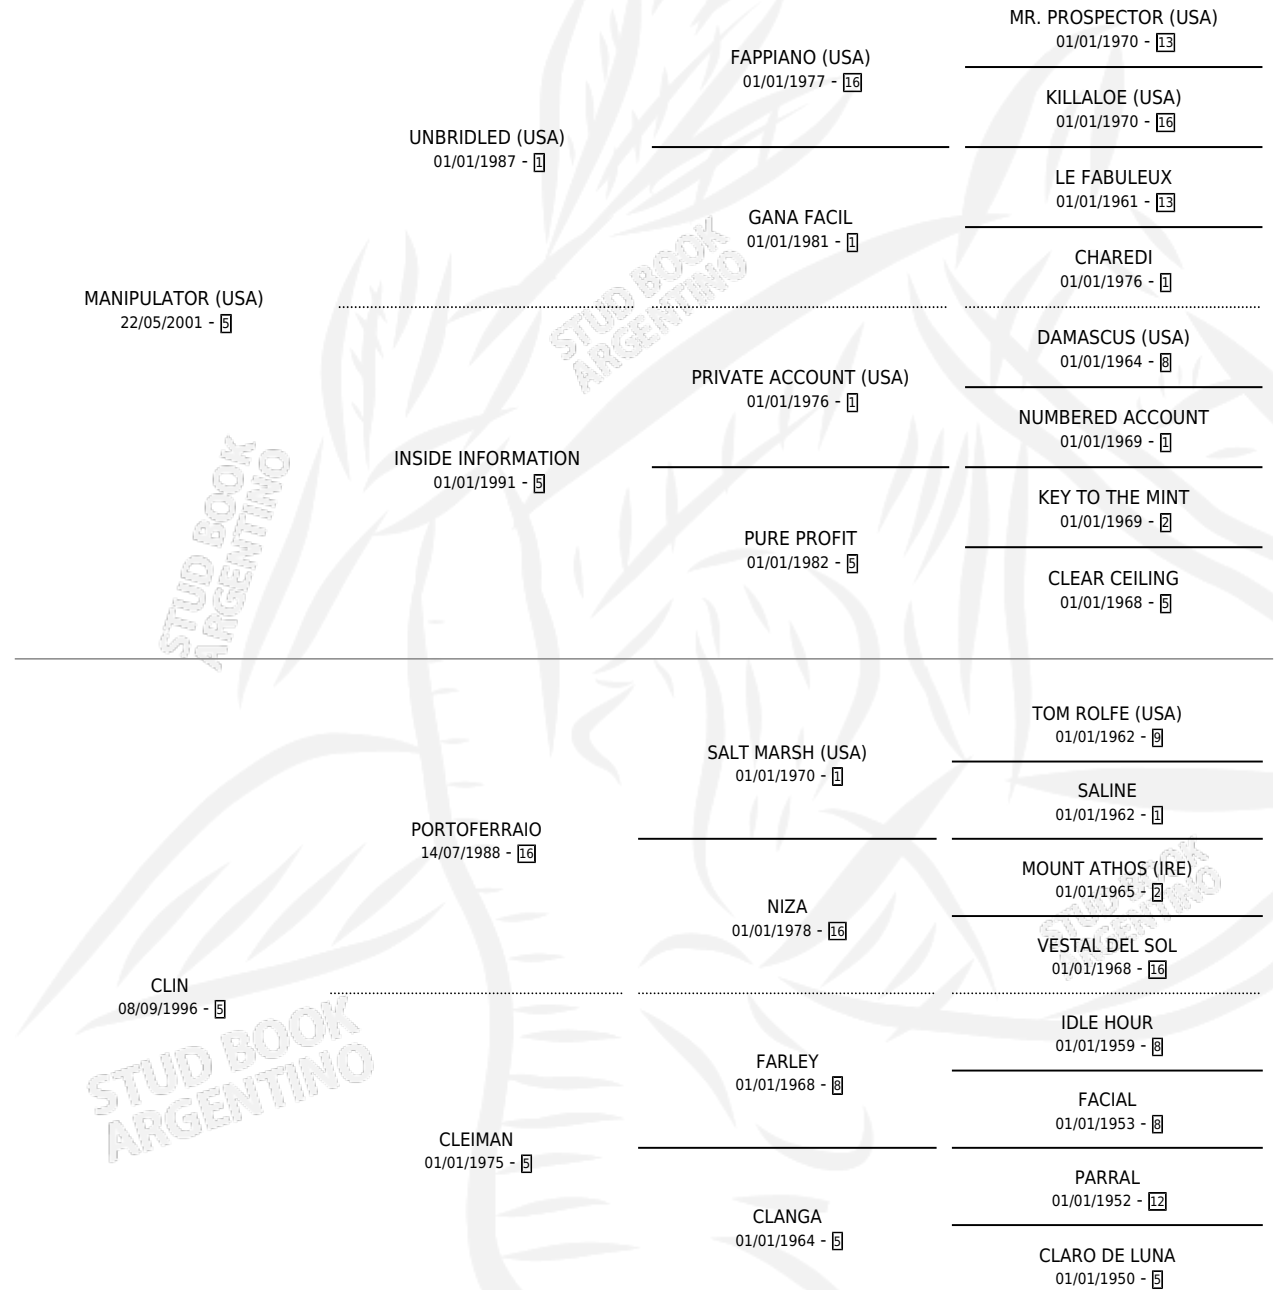 MR. PROSPECTOR (USA)
01/01/1970 - 13
FAPPIANO (USA)
01/01/1977 - 16
KILLALOE (USA)
01/01/1970 - 16
UNBRIDLED (USA)
01/01/1987 - 1
LE FABULEUX
01/01/1961 - 13
GANA FACIL
01/01/1981 - 1
CHAREDI
01/01/1976 - 1
MANIPULATOR (USA)
22/05/2001 - 5
DAMASCUS (USA)
01/01/1964 - 8
PRIVATE ACCOUNT (USA)
01/01/1976 - 1
NUMBERED ACCOUNT
01/01/1969 - 1
INSIDE INFORMATION
01/01/1991 - 5
KEY TO THE MINT
01/01/1969 - 2
PURE PROFIT
01/01/1982 - 5
CLEAR CEILING
01/01/1968 - 5
TOM ROLFE (USA)
01/01/1962 - 9
SALT MARSH (USA)
01/01/1970 - 1
SALINE
01/01/1962 - 1
PORTOFERRAIO
14/07/1988 - 16
MOUNT ATHOS (IRE)
01/01/1965 - 2
NIZA
01/01/1978 - 16
VESTAL DEL SOL
01/01/1968 - 16
CLIN
08/09/1996 - 5
IDLE HOUR
01/01/1959 - 8
FARLEY
01/01/1968 - 8
FACIAL
01/01/1953 - 8
CLEIMAN
01/01/1975 - 5
PARRAL
01/01/1952 - 12
CLANGA
01/01/1964 - 5
CLARO DE LUNA
01/01/1950 - 5
STUD BOOK
ARGENTINO
STUD BOOK
ARGENTINO
STUD BOOK
ARGENTINO
STUD BOOK
ARGENTINO